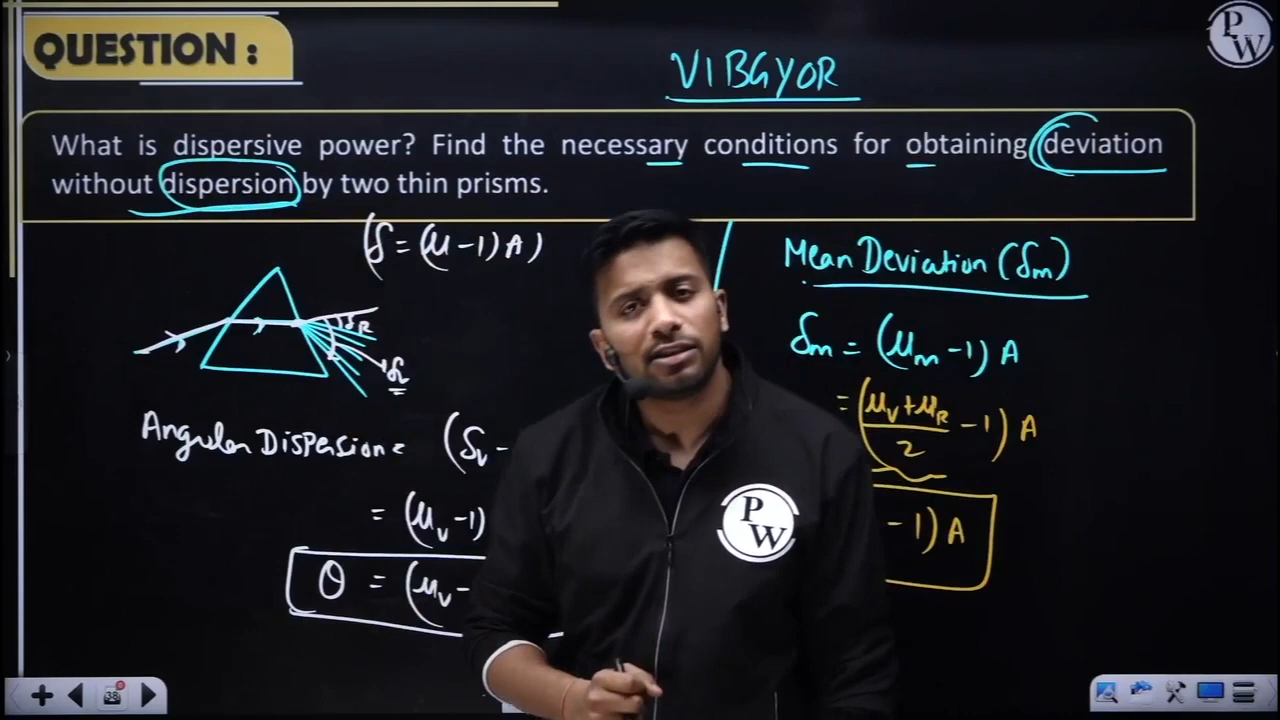 QUESTION :
VIBGYOR
PW
What is dispersive power? Find the necessary conditions for obtaining deviation
without dispersion by two thin prisms.
(δ = (μ-1)A)
δR
δv
Angular Dispersion = (δv -
= (μv -1)
θ = (μv -
Mean Deviation (δm)
δm = (μm -1) A
= (μv+μR/2 -1) A
-1) A
PW
38